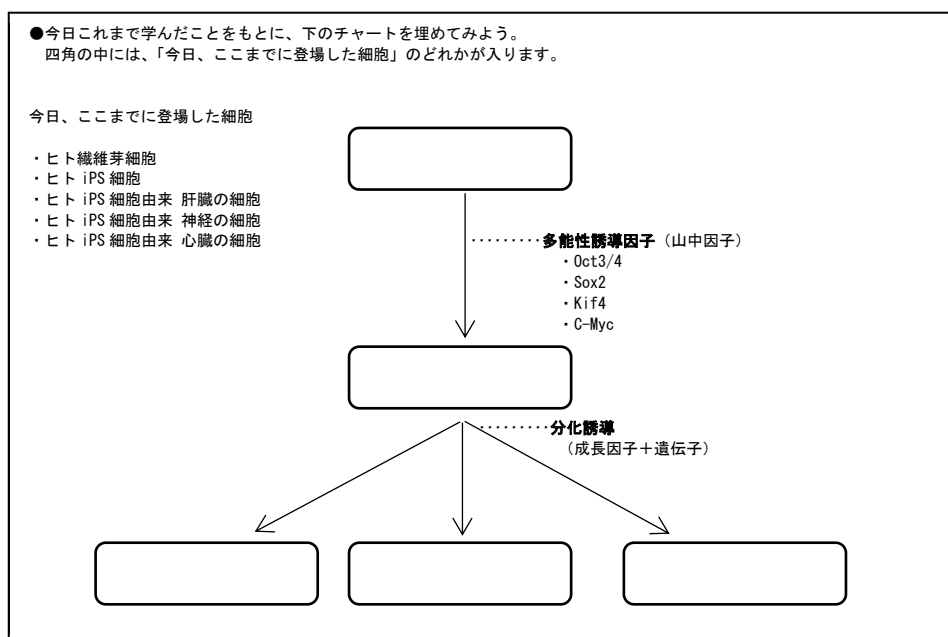 ●今日これまで学んだことをもとに、下のチャートを埋めてみよう。
四角の中には、「今日、ここまでに登場した細胞」のどれかが入ります。
今日、ここまでに登場した細胞
・ヒト繊維芽細胞
・ヒト iPS 細胞
・ヒト iPS 細胞由来 肝臓の細胞
・ヒト iPS 細胞由来 神経の細胞
・ヒト iPS 細胞由来 心臓の細胞
‥‥‥‥多能性誘導因子（山中因子）
・Oct3/4
・Sox2
・Kif4
・C-Myc
‥‥‥‥分化誘導
（成長因子＋遺伝子）